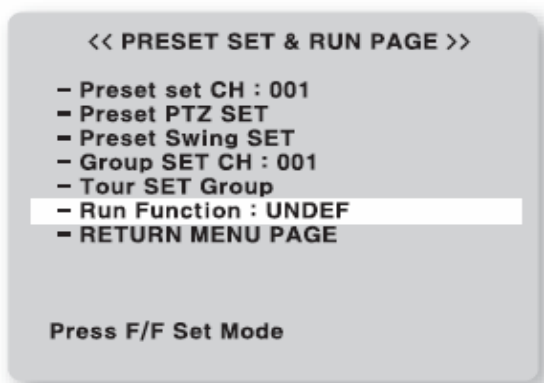 << PRESET SET & RUN PAGE >>
- Preset set CH : 001
- Preset PTZ SET
- Preset Swing SET
- Group SET CH : 001
- Tour SET Group
- Run Function : UNDEF
- RETURN MENU PAGE
Press F/F Set Mode